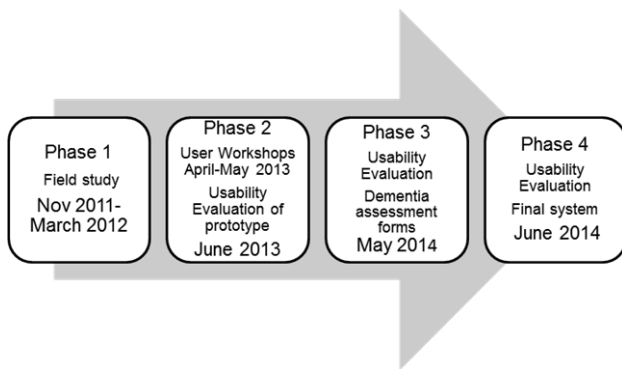 Phase 1
Field study
Nov 2011-
March 2012
Phase 2
User Workshops
April-May 2013
Usability
Evaluation of
prototype
June 2013
Phase 3
Usability
Evaluation
Dementia
assessment
forms
May 2014
Phase 4
Usability
Evaluation
Final system
June 2014